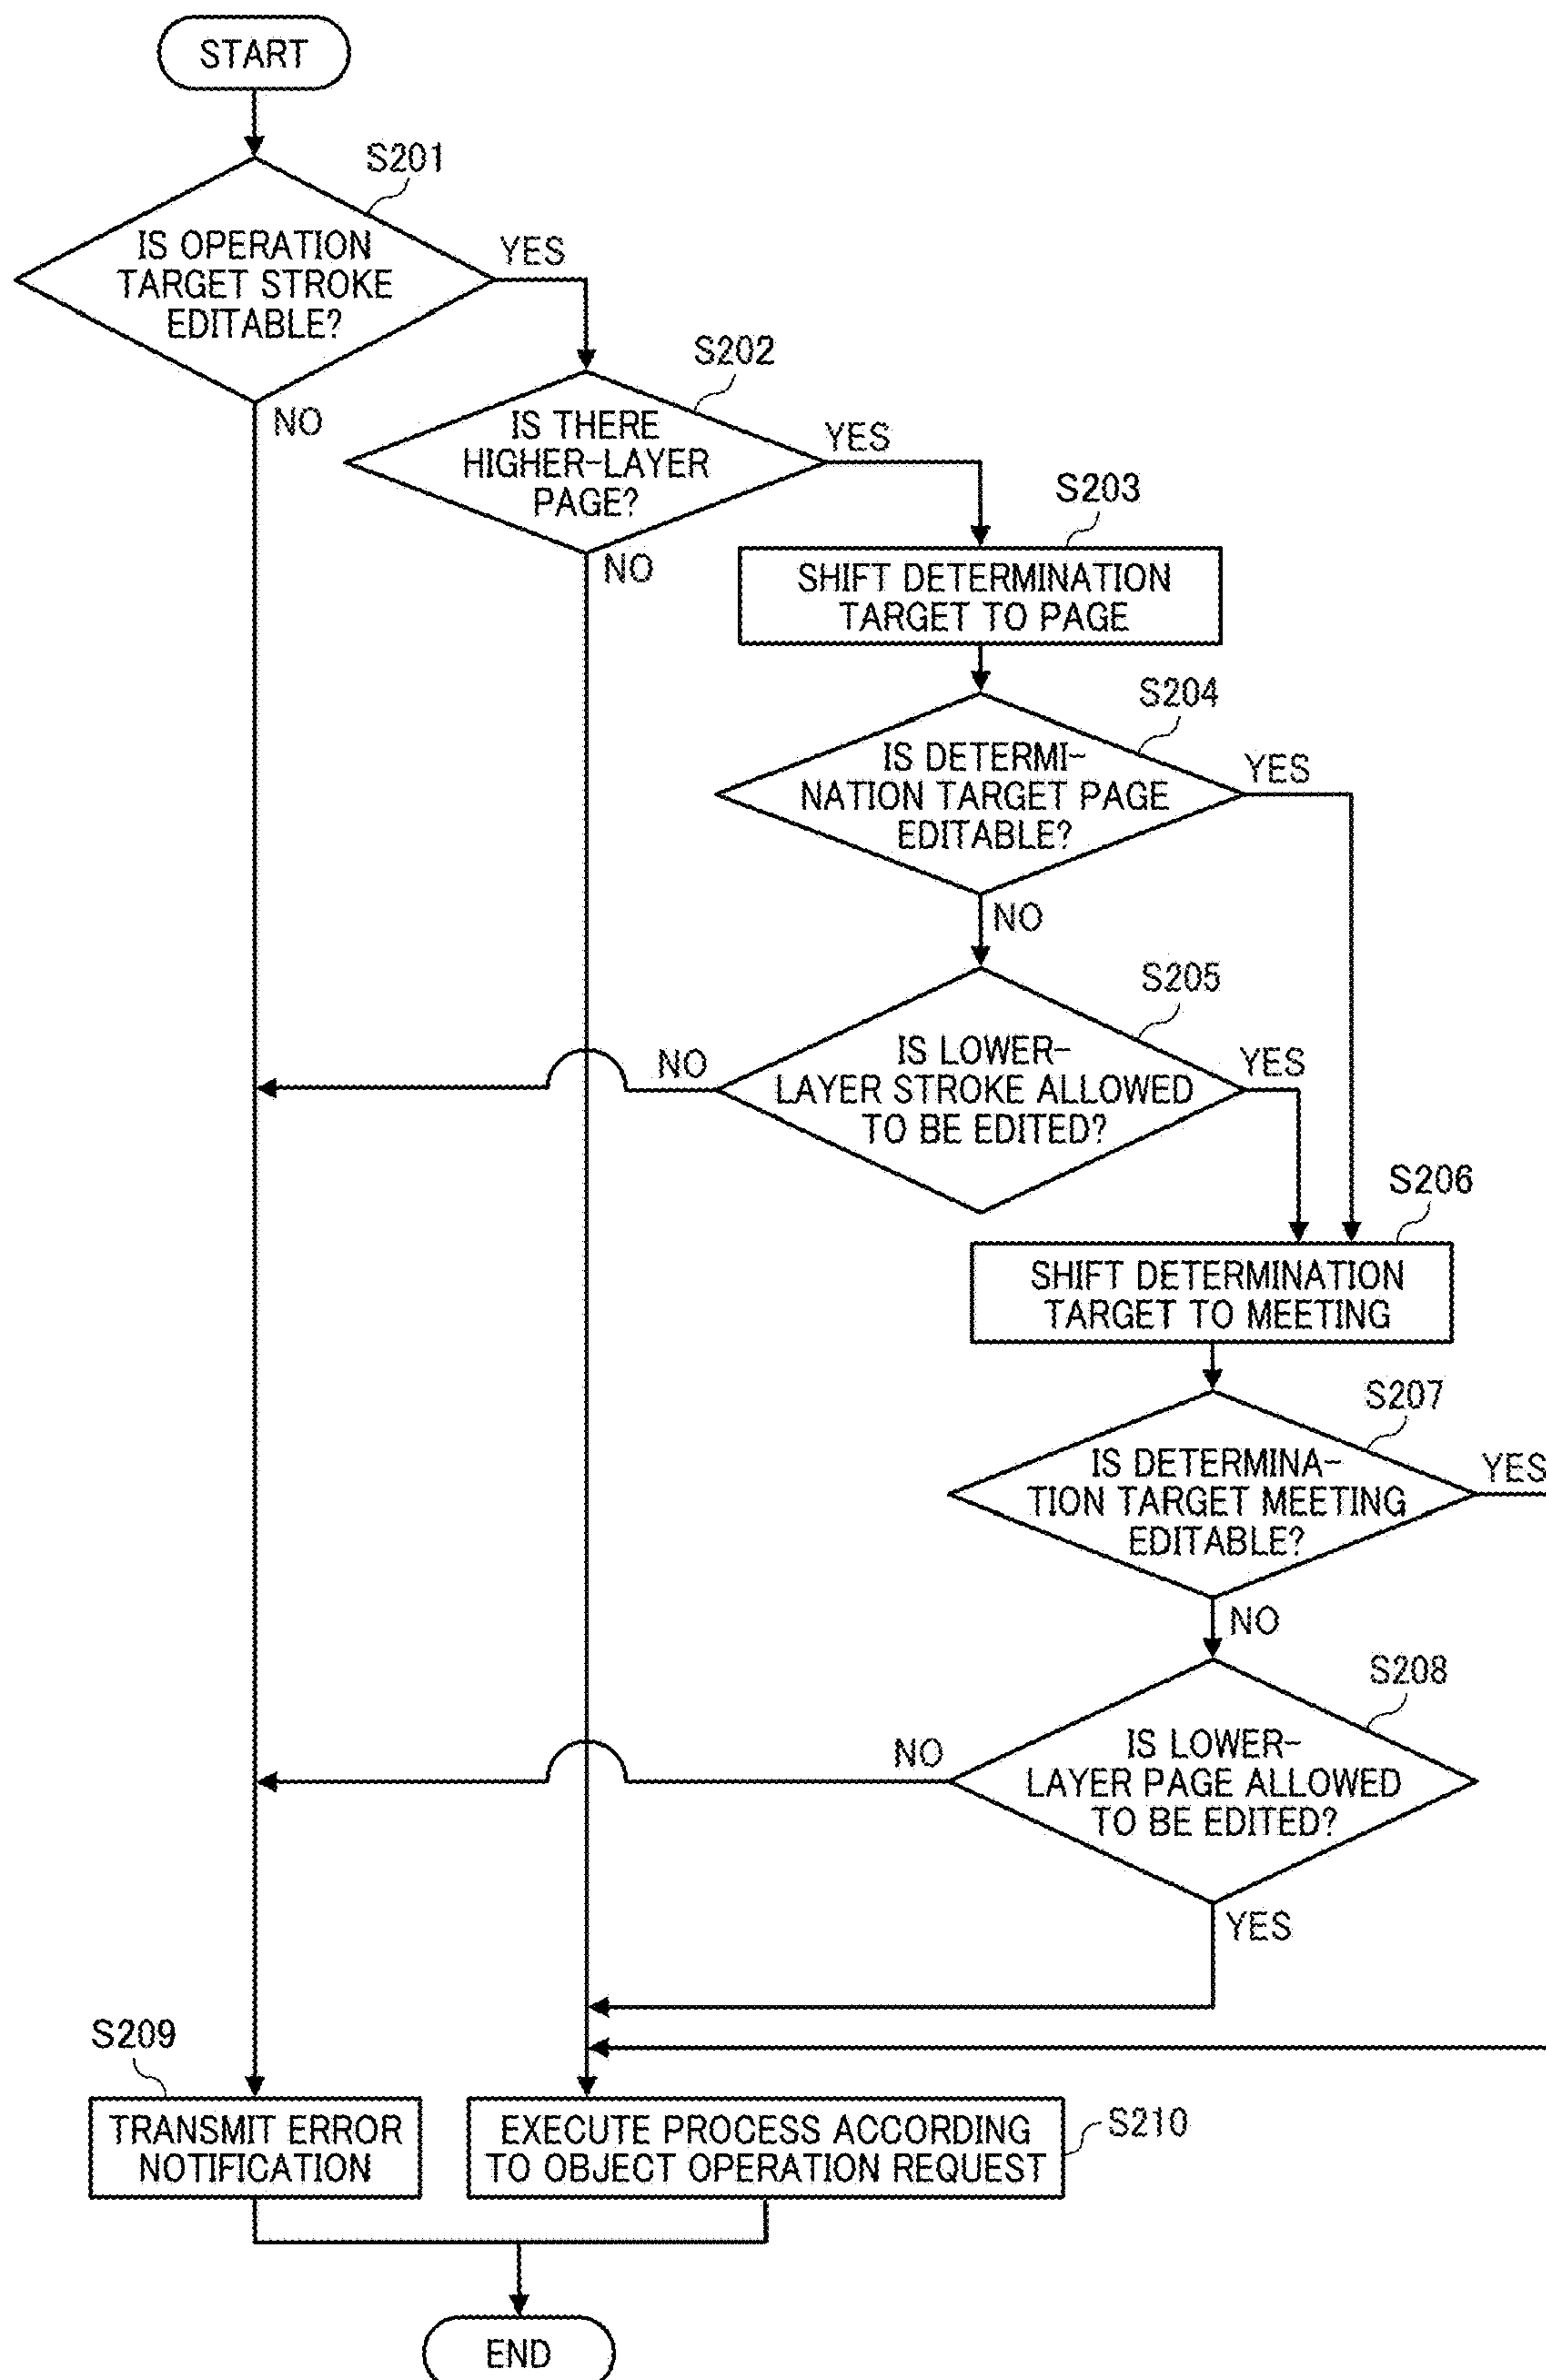 START
S201
IS OPERATION
TARGET STROKE
EDITABLE?
YES
NO
S202
IS THERE
HIGHER-LAYER
PAGE?
YES
NO
S203
SHIFT DETERMINATION
TARGET TO PAGE
S204
IS DETERMI-
NATION TARGET PAGE
EDITABLE?
YES
NO
S205
IS LOWER-
LAYER STROKE ALLOWED
TO BE EDITED?
NO
YES
S206
SHIFT DETERMINATION
TARGET TO MEETING
S207
IS DETERMINA-
TION TARGET MEETING
EDITABLE?
YES
NO
S208
IS LOWER-
LAYER PAGE ALLOWED
TO BE EDITED?
NO
YES
S209
TRANSMIT ERROR
NOTIFICATION
EXECUTE PROCESS ACCORDING
TO OBJECT OPERATION REQUEST
S210
END